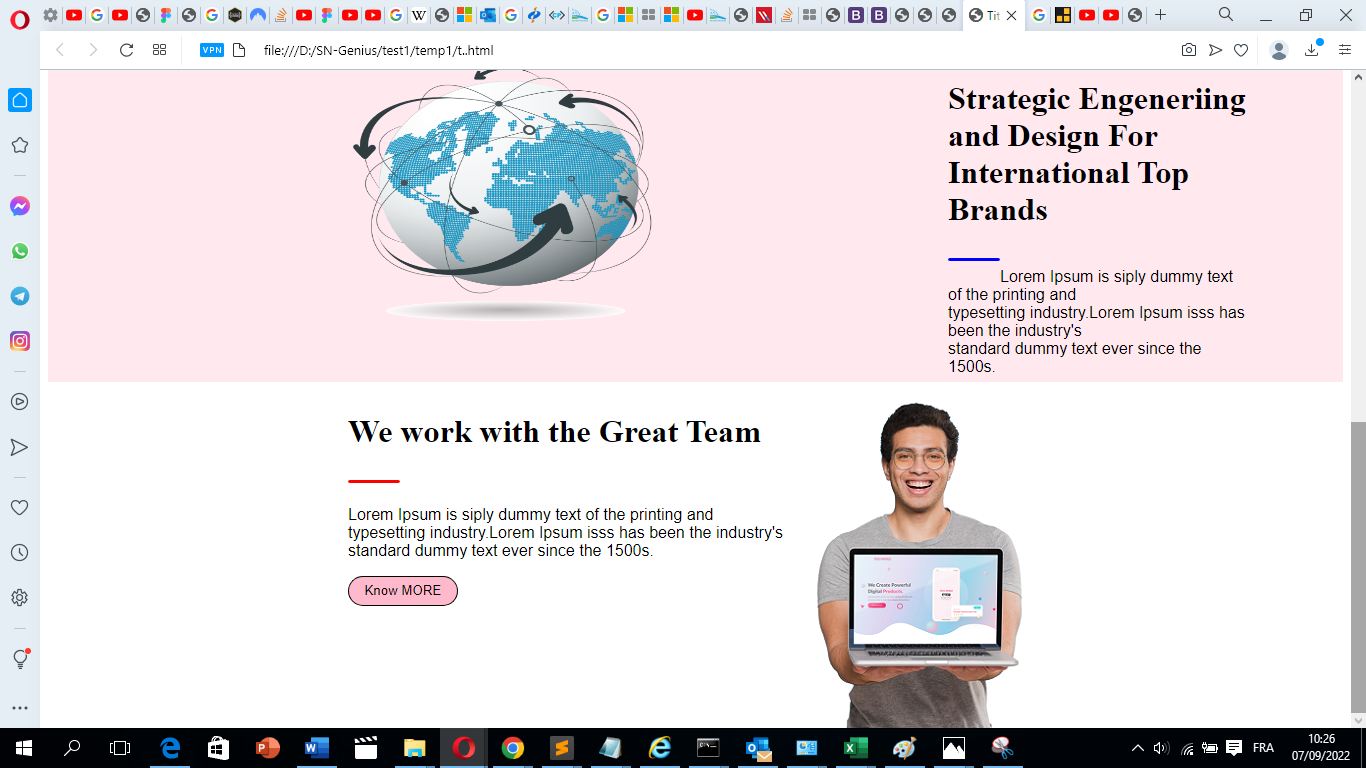 Tit
VPN
file:///D:/SN-Genius/test1/temp1/t..html
Strategic Engeneriing
and Design For
International Top
Brands
Lorem Ipsum is siply dummy text
of the printing and
typesetting industry.Lorem Ipsum isss has
been the industry's
standard dummy text ever since the
1500s.
We work with the Great Team
Lorem Ipsum is siply dummy text of the printing and
typesetting industry.Lorem Ipsum isss has been the industry's
standard dummy text ever since the 1500s.
Know MORE
We Create Powerful
Digital Products.
FRA
10:26
07/09/2022